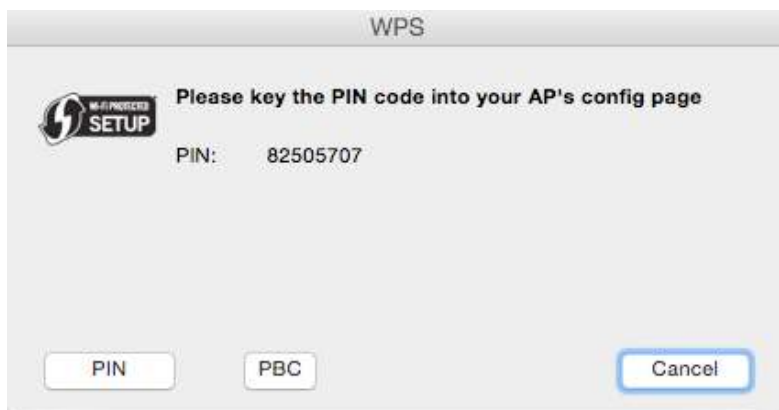 WPS
WI-FI PROTECTED
SETUP
Please key the PIN code into your AP's config page
PIN: 82505707
PIN PBC Cancel